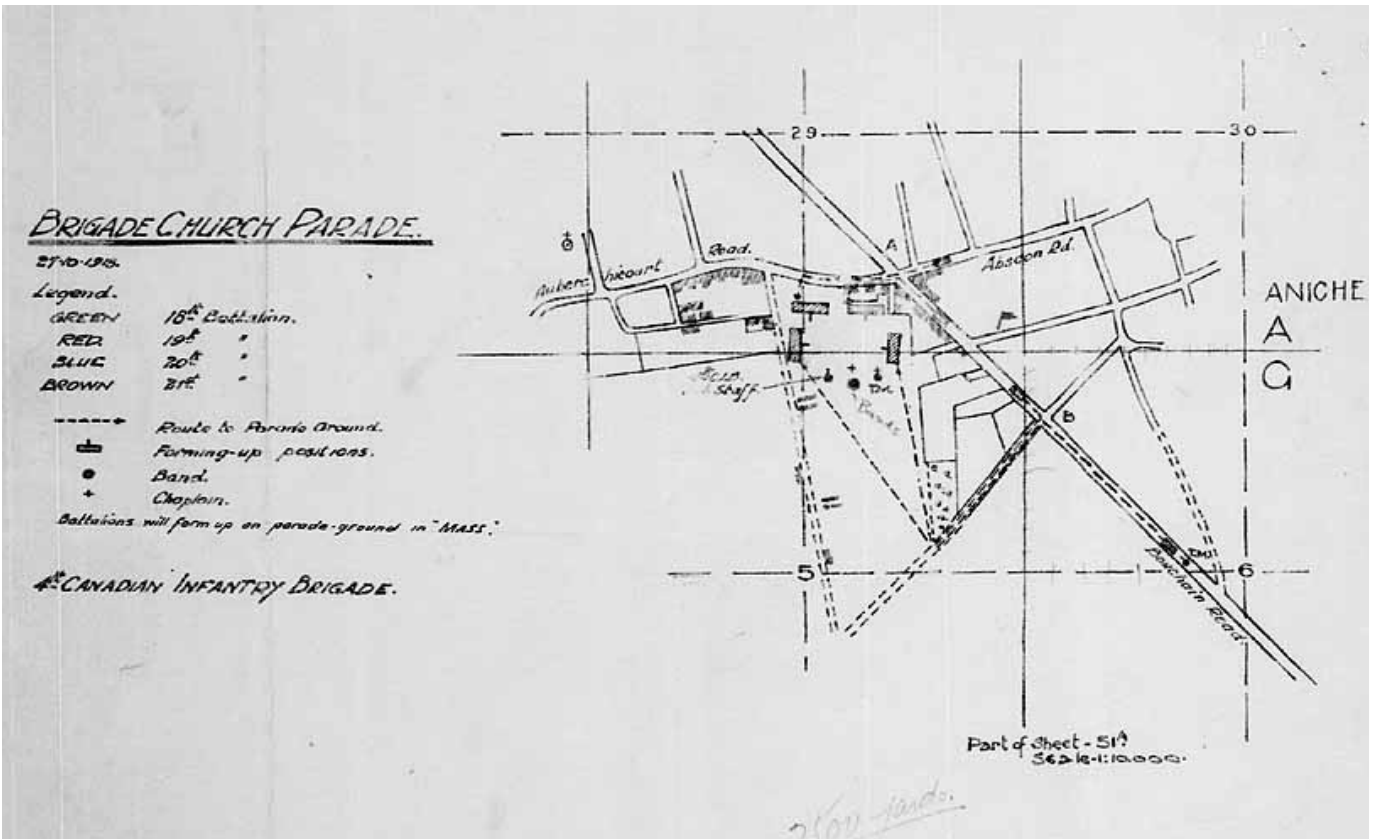 BRIGADE CHURCH PARADE.
27-10-1918.
Legend.
GREEN 18th Battalion.
RED 19th "
BLUE 20th "
BROWN 21st "
Route to Parade Ground.
Forming-up positions.
Band.
Chaplain.
Battalions will form up on parade-ground in "MASS".
4th CANADIAN INFANTRY BRIGADE.
29
30
A
Road.
Abscon Rd.
ANICHE
A
G
Staff
Bands
B
5
6
Bouchain Road.
Part of Sheet - 51A
Scale-1:10,000.
2500 yards.